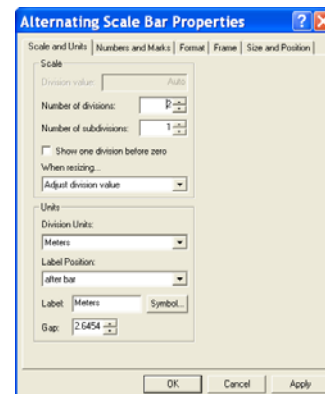 Alternating Scale Bar Properties
Scale and Units Numbers and Marks Format Frame Size and Position
Scale
Division value: Auto
Number of divisions: 2
Number of subdivisions: 1
Show one division before zero
When resizing...
Adjust division value
Units
Division Units:
Meters
Label Position:
after bar
Label: Meters Symbol...
Gap: 2.6454
OK Cancel Apply